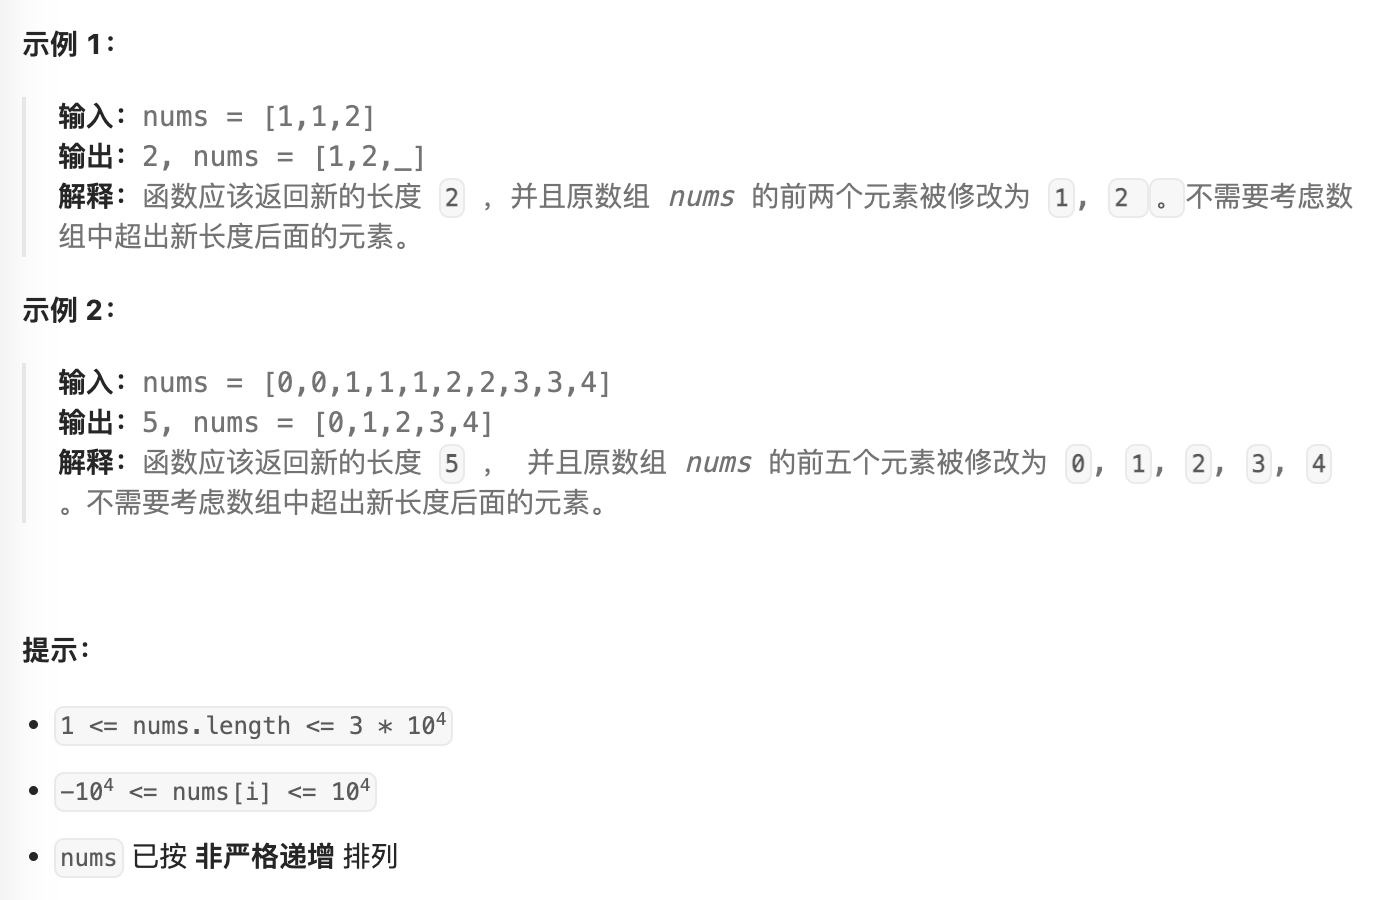 示例 1：
输入：nums = [1,1,2]
输出：2, nums = [1,2,_]
解释：函数应该返回新的长度 2 ，并且原数组 nums 的前两个元素被修改为 1, 2 。不需要考虑数
组中超出新长度后面的元素。
示例 2：
输入：nums = [0,0,1,1,1,2,2,3,3,4]
输出：5, nums = [0,1,2,3,4]
解释：函数应该返回新的长度 5 ， 并且原数组 nums 的前五个元素被修改为 0, 1, 2, 3, 4
。不需要考虑数组中超出新长度后面的元素。
提示：
• 1 <= nums.length <= 3 * 10⁴
• -10⁴ <= nums[i] <= 10⁴
• nums 已按 非严格递增 排列